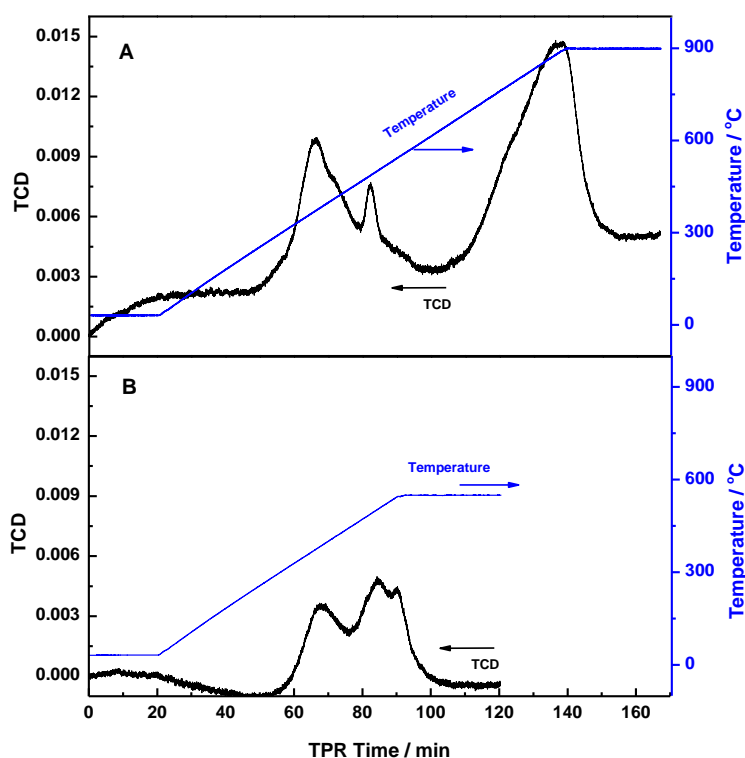 A
0.015
0.012
0.009
0.006
0.003
0.000
TCD
Temperature
TCD
900
600
300
0
Temperature / °C
B
0.015
0.012
0.009
0.006
0.003
0.000
TCD
Temperature
TCD
900
600
300
0
Temperature / °C
0 20 40 60 80 100 120 140 160
TPR Time / min